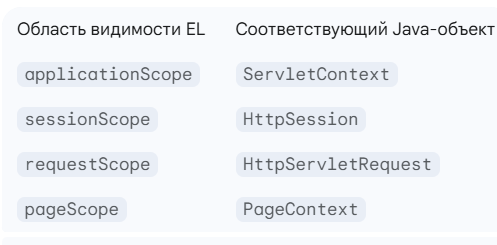 Область видимости EL Соответствующий Java-объект
applicationScope ServletContext
sessionScope HttpSession
requestScope HttpServletRequest
pageScope PageContext